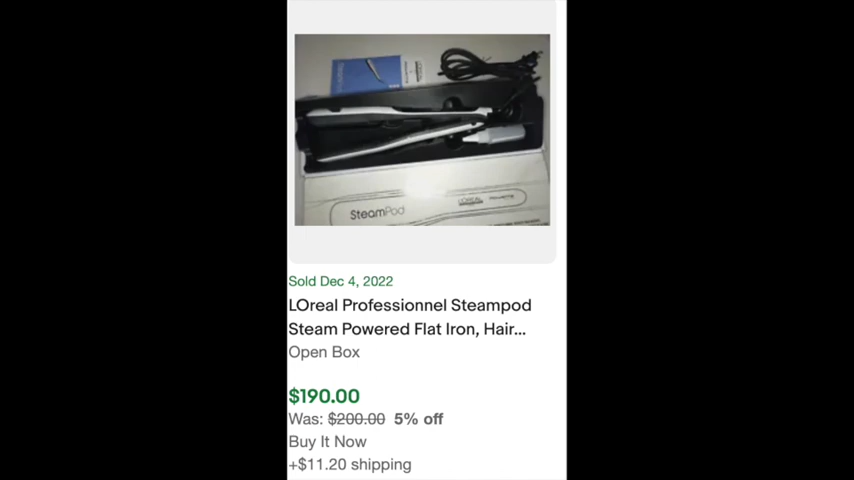 SteamPod
Sold Dec 4, 2022
LOreal Professionnel Steampod
Steam Powered Flat Iron, Hair...
Open Box
$190.00
Was: $200.00 5% off
Buy It Now
+$11.20 shipping